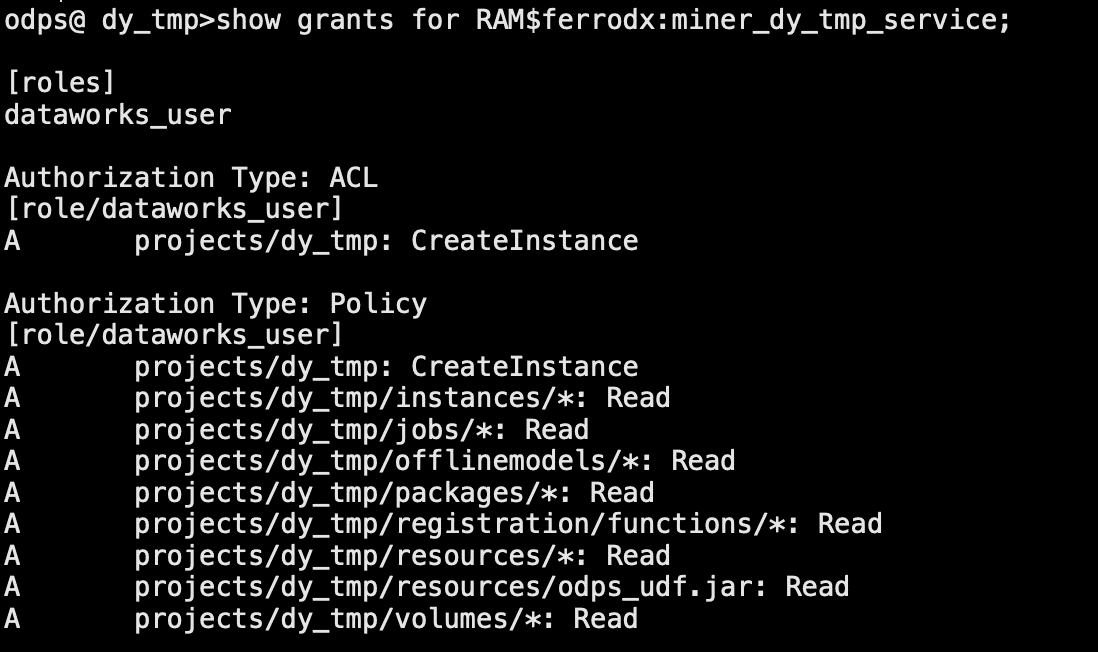 odps@ dy_tmp>show grants for RAM$ferrodx:miner_dy_tmp_service;
[roles]
dataworks_user
Authorization Type: ACL
[role/dataworks_user]
A       projects/dy_tmp: CreateInstance
Authorization Type: Policy
[role/dataworks_user]
A       projects/dy_tmp: CreateInstance
A       projects/dy_tmp/instances/*: Read
A       projects/dy_tmp/jobs/*: Read
A       projects/dy_tmp/offlinemodels/*: Read
A       projects/dy_tmp/packages/*: Read
A       projects/dy_tmp/registration/functions/*: Read
A       projects/dy_tmp/resources/*: Read
A       projects/dy_tmp/resources/odps_udf.jar: Read
A       projects/dy_tmp/volumes/*: Read